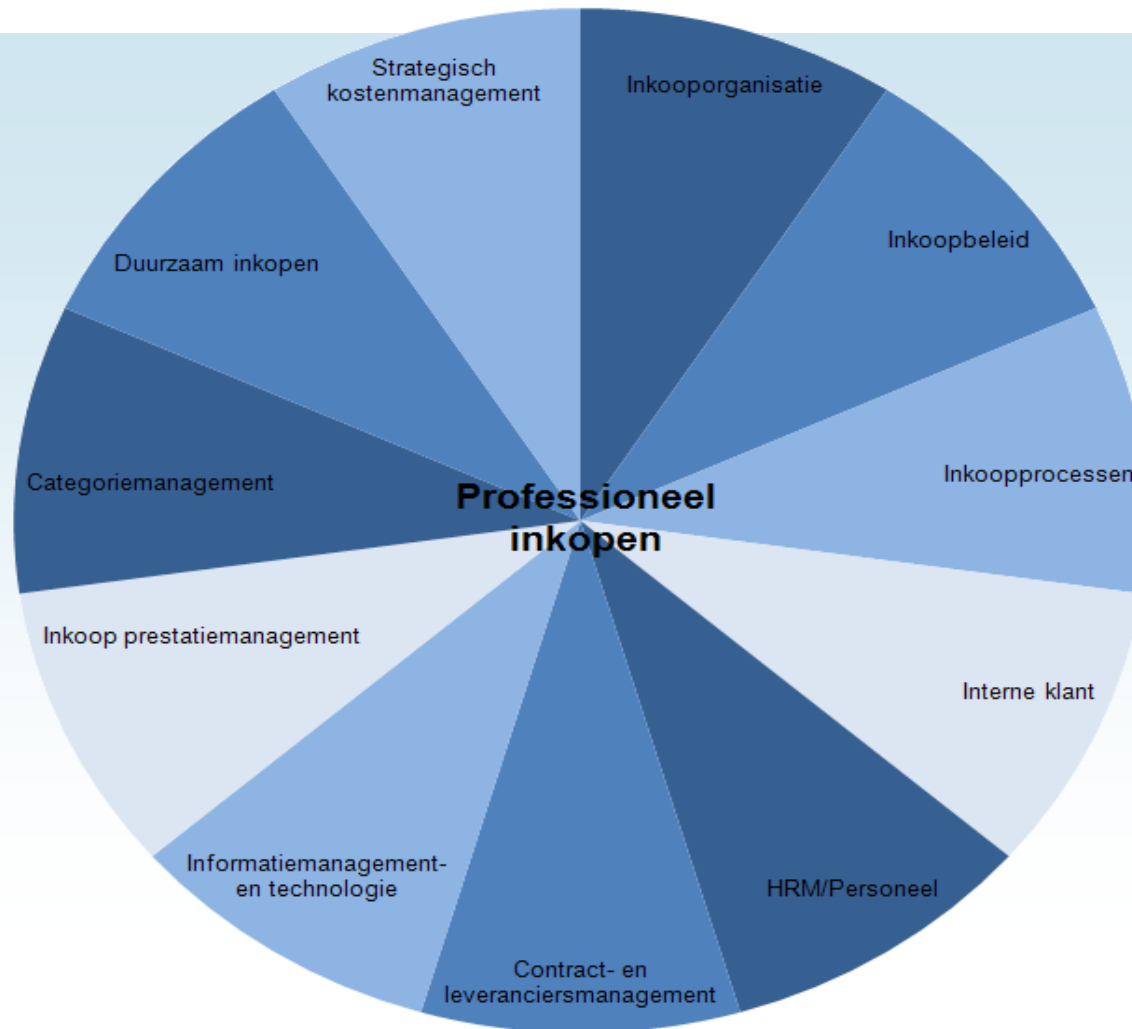 Strategisch
kostenmanagement
Inkooporganisatie
Inkoopbeleid
Duurzaam inkopen
Inkoopprocessen
Categoriemanagement
Professioneel
inkopen
Inkoop prestatiemanagement
Interne klant
Informatiemanagement-
en technologie
HRM/Personeel
Contract- en
leveranciersmanagement